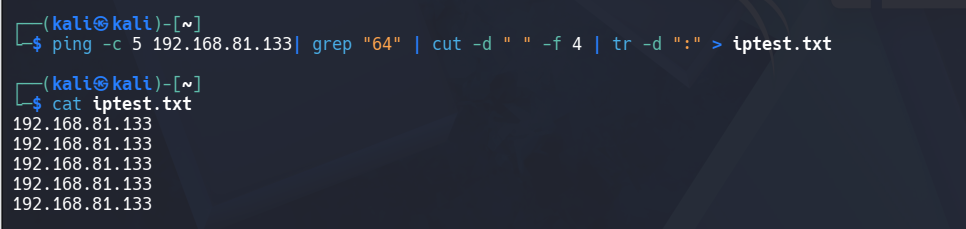 ┌──(kali㉿kali)-[~]
└─$ ping -c 5 192.168.81.133| grep "64" | cut -d " " -f 4 | tr -d ":" > iptest.txt
┌──(kali㉿kali)-[~]
└─$ cat iptest.txt
192.168.81.133
192.168.81.133
192.168.81.133
192.168.81.133
192.168.81.133